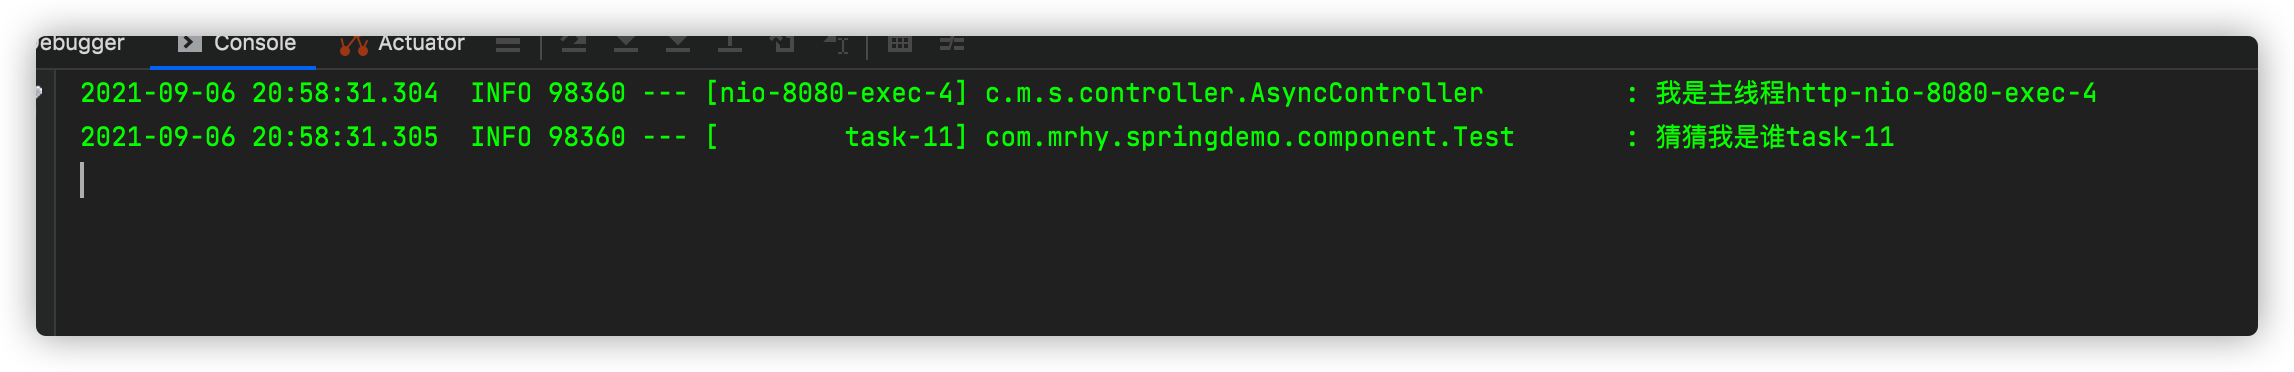 Debugger Console Actuator
2021-09-06 20:58:31.304  INFO 98360 --- [nio-8080-exec-4] c.m.s.controller.AsyncController         : 我是主线程http-nio-8080-exec-4
2021-09-06 20:58:31.305  INFO 98360 --- [        task-11] com.mrhy.springdemo.component.Test       : 猜猜我是谁task-11